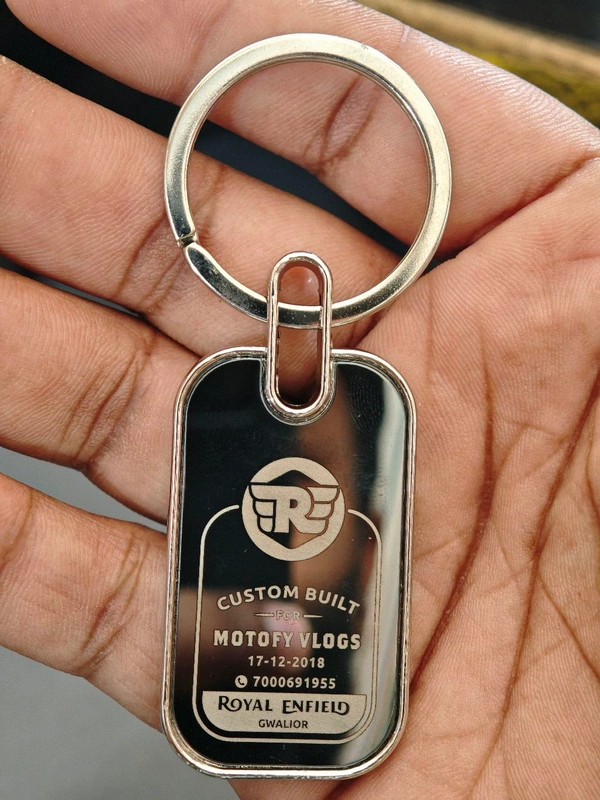 R
CUSTOM BUILT
FOR
MOTOFY VLOGS
17-12-2018
7000691955
ROYAL ENFIELD
GWALIOR